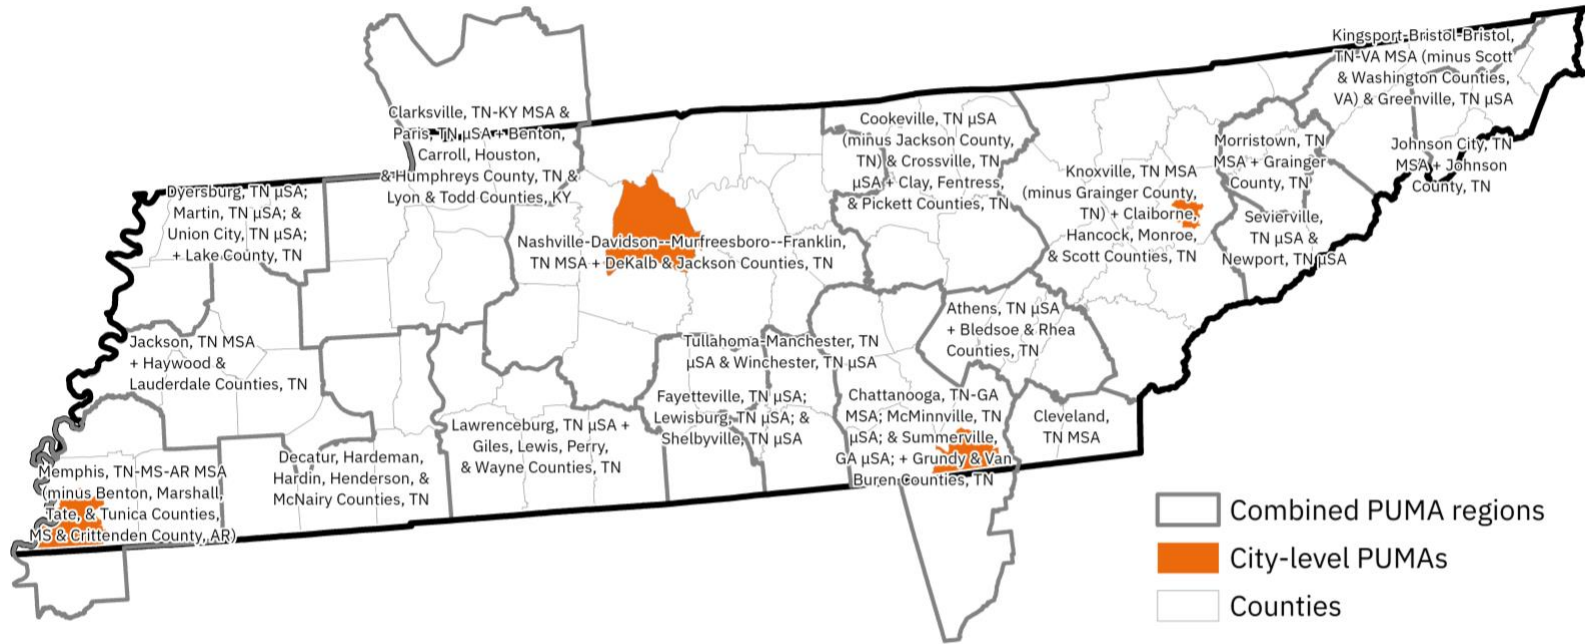 Kingsport-Bristol-Bristol,
TN-VA MSA (minus Scott
& Washington Counties,
VA) & Greenville, TN µSA
Clarksville, TN-KY MSA &
Paris, TN µSA + Benton,
Carroll, Houston,
& Humphreys County, TN &
Lyon & Todd Counties, KY
Cookeville, TN µSA
(minus Jackson County,
TN) & Crossville, TN
µSA + Clay, Fentress,
& Pickett Counties, TN
Morristown, TN
MSA + Grainger
County, TN
Johnson City, TN
MSA + Johnson
County, TN
Knoxville, TN MSA
(minus Grainger County,
TN) + Claiborne,
Hancock, Monroe,
& Scott Counties, TN
Dyersburg, TN µSA;
Martin, TN µSA; &
Union City, TN µSA;
+ Lake County, TN
Sevierville,
TN µSA &
Newport, TN µSA
Nashville-Davidson--Murfreesboro--Franklin,
TN MSA + DeKalb & Jackson Counties, TN
Athens, TN µSA
+ Bledsoe & Rhea
Counties, TN
Jackson, TN MSA
+ Haywood &
Lauderdale Counties, TN
Tullahoma-Manchester, TN
µSA & Winchester, TN µSA
Fayetteville, TN µSA;
Lewisburg, TN µSA; &
Shelbyville, TN µSA
Chattanooga, TN-GA
MSA; McMinnville, TN
µSA; & Summerville,
GA µSA; + Grundy & Van
Buren Counties, TN
Cleveland,
TN MSA
Lawrenceburg, TN µSA +
Giles, Lewis, Perry,
& Wayne Counties, TN
Decatur, Hardeman,
Hardin, Henderson, &
McNairy Counties, TN
Memphis, TN-MS-AR MSA
(minus Benton, Marshall,
Tate, & Tunica Counties,
MS & Crittenden County, AR)
Combined PUMA regions
City-level PUMAs
Counties